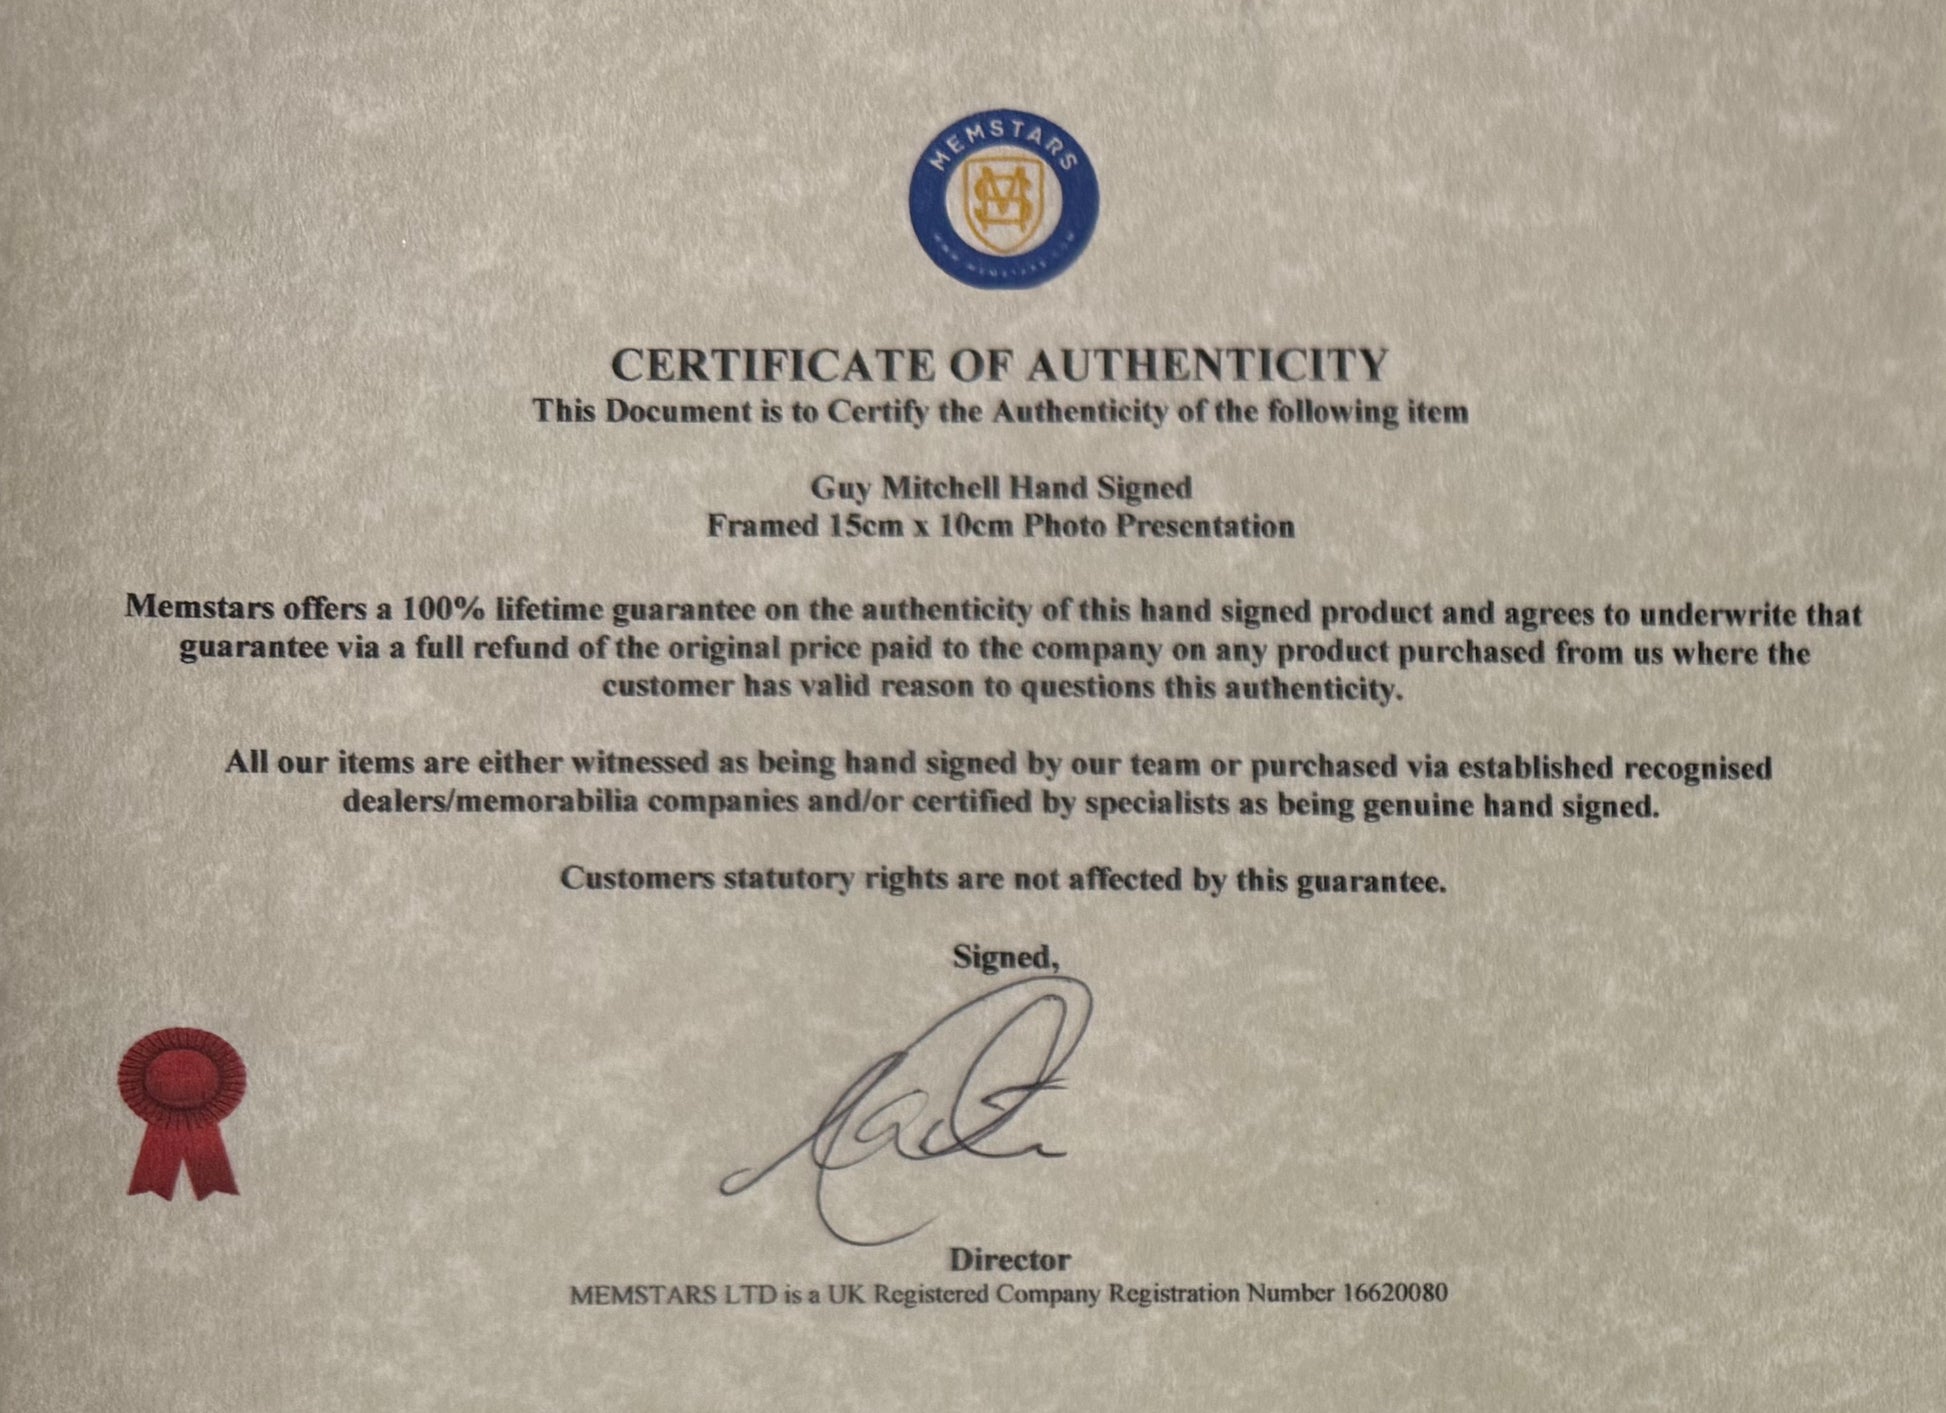 MEMSTARS
CERTIFICATE OF AUTHENTICITY
This Document is to Certify the Authenticity of the following item
Guy Mitchell Hand Signed
Framed 15cm x 10cm Photo Presentation
Memstars offers a 100% lifetime guarantee on the authenticity of this hand signed product and agrees to underwrite that
guarantee via a full refund of the original price paid to the company on any product purchased from us where the
customer has valid reason to questions this authenticity.
All our items are either witnessed as being hand signed by our team or purchased via established recognised
dealers/memorabilia companies and/or certified by specialists as being genuine hand signed.
Customers statutory rights are not affected by this guarantee.
Signed,
Director
MEMSTARS LTD is a UK Registered Company Registration Number 16620080